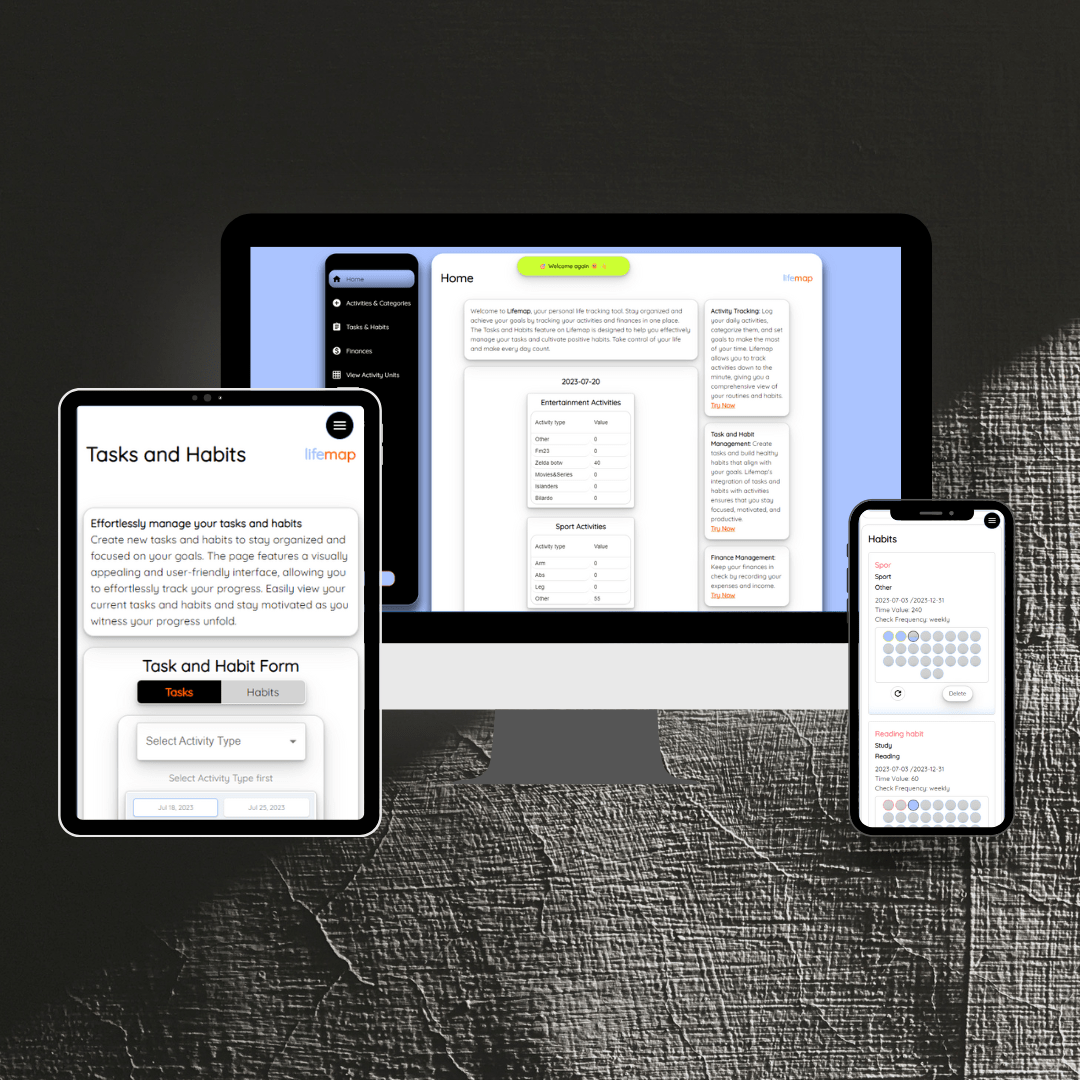 Home
Activities & Categories
Tasks & Habits
Finances
View Activity Units
Welcome again
Home
lifemap
Welcome to Lifemap, your personal life tracking tool. Stay organized and
achieve your goals by tracking your activities and finances in one place.
The Tasks and Habits feature on Lifemap is designed to help you effectively
manage your tasks and cultivate positive habits. Take control of your life
and make every day count.
2023-07-20
Entertainment Activities
Activity type Value
Other 0
Fin23 0
Zelda botw 40
Movies&Series 0
Islanders 0
Bilardo 0
Sport Activities
Activity type Value
Arm 0
Abs 0
Leg 0
Other 55
Activity Tracking: Log
your daily activities,
categorize them, and set
goals to make the most
of your time. Lifemap
allows you to track
activities down to the
minute, giving you a
comprehensive view of
your routines and habits.
Try Now
Task and Habit
Management: Create
tasks and build healthy
habits that align with
your goals. Lifemap's
integration of tasks and
habits with activities
ensures that you stay
focused, motivated, and
productive.
Try Now
Finance Management:
Keep your finances in
check by recording your
expenses and income.
Try Now
Tasks and Habits
lifemap
Effortlessly manage your tasks and habits
Create new tasks and habits to stay organized and
focused on your goals. The page features a visually
appealing and user-friendly interface, allowing you
to effortlessly track your progress. Easily view your
current tasks and habits and stay motivated as you
witness your progress unfold.
Task and Habit Form
Tasks Habits
Select Activity Type
Select Activity Type first
Jul 18, 2023 Jul 25, 2023
Habits
Spor
Sport
Other
2023-07-03 /2023-12-31
Time Value: 240
Check Frequency: weekly
Delete
Reading habit
Study
Reading
2023-07-03 /2023-12-31
Time Value: 60
Check Frequency: weekly